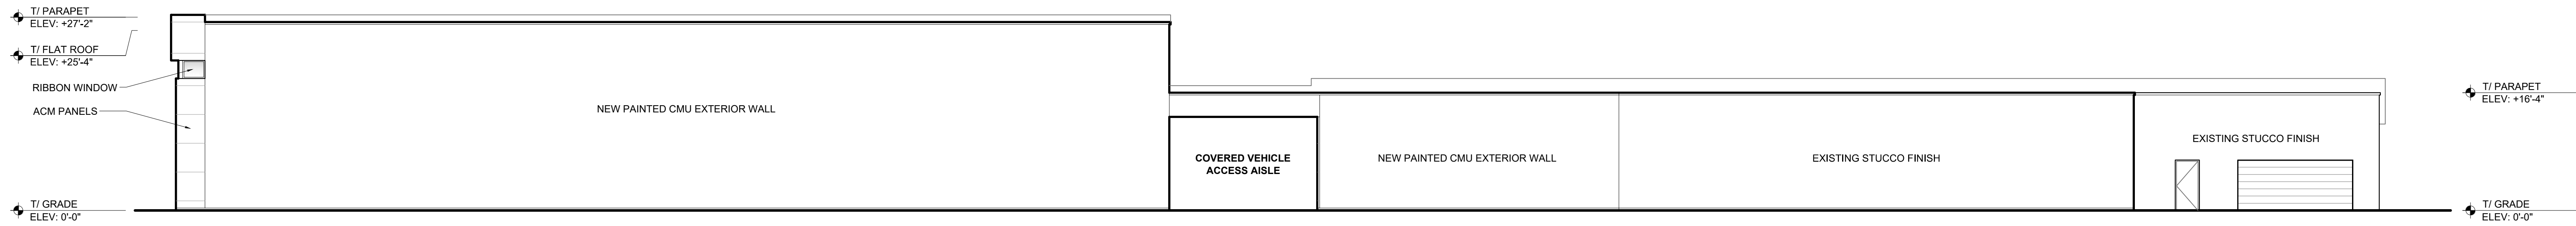 T/ PARAPET
ELEV: +27'-2"
T/ FLAT ROOF
ELEV: +25'-4"
RIBBON WINDOW
ACM PANELS
T/ GRADE
ELEV: 0'-0"
NEW PAINTED CMU EXTERIOR WALL
COVERED VEHICLE
ACCESS AISLE
NEW PAINTED CMU EXTERIOR WALL
EXISTING STUCCO FINISH
EXISTING STUCCO FINISH
T/ PARAPET
ELEV: +16'-4"
T/ GRADE
ELEV: 0'-0"